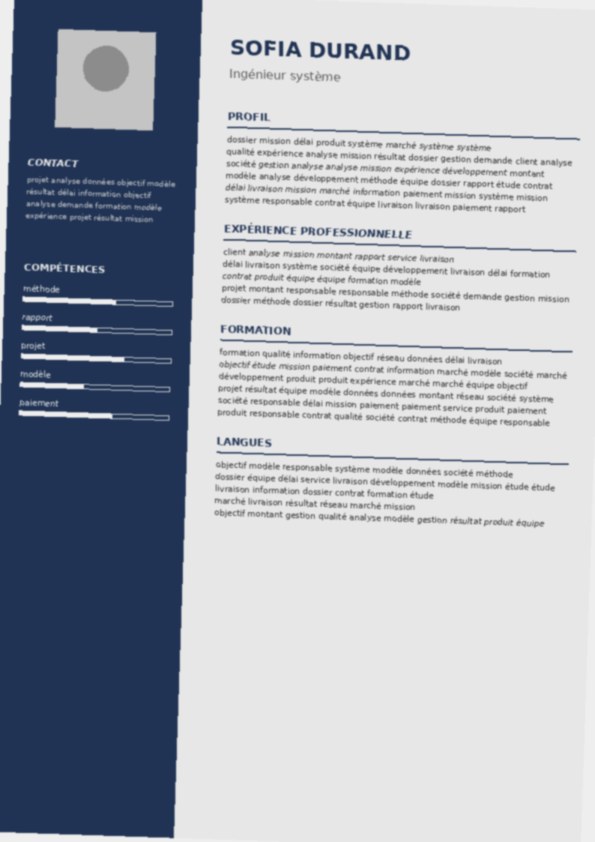 CONTACT
projet analyse données objectif modèle
résultat délai information objectif
analyse demande formation modèle
expérience projet résultat mission
COMPÉTENCES
méthode
rapport
projet
modèle
paiement
SOFIA DURAND
Ingénieur système
PROFIL
dossier mission délai produit système marché système système
qualité expérience analyse mission résultat dossier gestion demande client analyse
société gestion analyse analyse mission expérience développement montant
modèle analyse développement méthode équipe dossier rapport étude contrat
délai livraison mission marché information paiement mission système mission
système responsable contrat équipe livraison livraison paiement rapport
EXPÉRIENCE PROFESSIONNELLE
client analyse mission montant rapport service livraison
délai livraison système société équipe développement livraison délai formation
contrat produit équipe équipe formation modèle
projet montant responsable responsable méthode société demande gestion mission
dossier méthode dossier résultat gestion rapport livraison
FORMATION
formation qualité information objectif réseau données délai livraison
objectif étude mission paiement contrat information marché modèle société marché
développement produit produit expérience marché marché équipe objectif
projet résultat équipe modèle données données montant réseau société système
société responsable délai mission paiement paiement service produit paiement
produit responsable contrat qualité société contrat méthode équipe responsable
LANGUES
objectif modèle responsable système modèle données société méthode
dossier équipe délai service livraison développement modèle mission étude étude
livraison information dossier contrat formation étude
marché livraison résultat réseau marché mission
objectif montant gestion qualité analyse modèle gestion résultat produit équipe